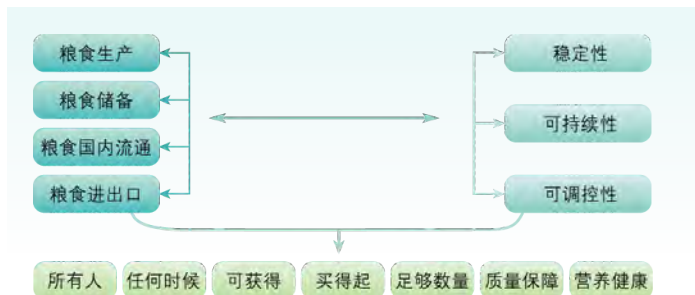 粮食生产
粮食储备
粮食国内流通
粮食进出口
稳定性
可持续性
可调控性
所有人
任何时候
可获得
买得起
足够数量
质量保障
营养健康